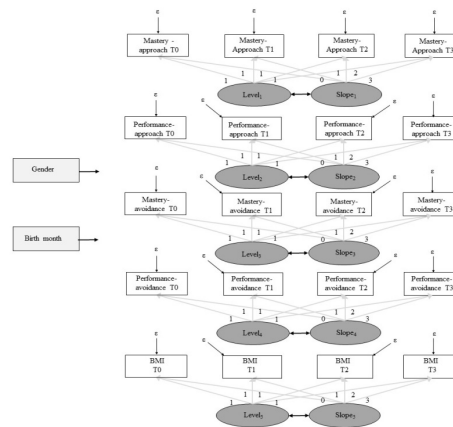 ε ε ε ε
Mastery - approach T0 Mastery- Approach T1 Mastery- Approach T2 Mastery- Approach T3
1 1 1 1 0 1 2 3
Level₁ Slope₁
ε ε ε ε
Performance- approach T0 Performance- approach T1 Performance- approach T2 Performance- approach T3
1 1 1 1 0 1 2 3
Gender
Level₂ Slope₂
ε ε ε ε
Mastery- avoidance T0 Mastery- avoidance T1 Mastery- avoidance T2 Mastery- avoidance T3
Birth month
1 1 1 1 0 1 2 3
Level₃ Slope₃
ε ε ε ε
Performance- avoidance T0 Performance- avoidance T1 Performance- avoidance T2 Performance- avoidance T3
1 1 1 1 0 1 2 3
Level₄ Slope₄
ε ε ε ε
BMI T0 BMI T1 BMI T2 BMI T3
1 1 1 1 0 1 2 3
Level₅ Slope₅